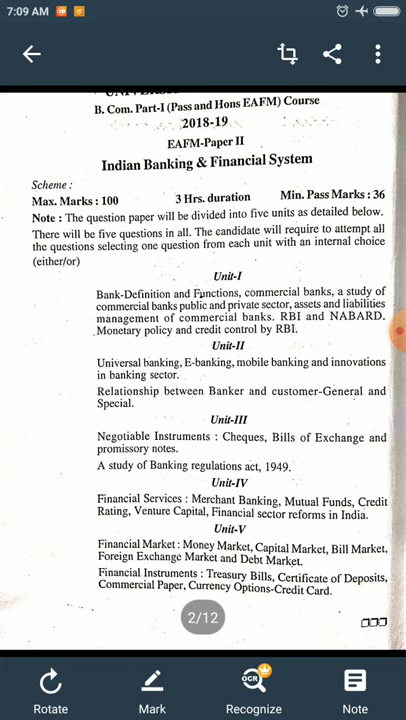 7:09 AM
B. Com. Part-I (Pass and Hons EAFM) Course
2018-19
EAFM-Paper II
Indian Banking & Financial System
Scheme :
Max. Marks : 100 3 Hrs. duration Min. Pass Marks : 36
Note : The question paper will be divided into five units as detailed below.
There will be five questions in all. The candidate will require to attempt all
the questions selecting one question from each unit with an internal choice
(either/or)
Unit-I
Bank-Definition and Functions, commercial banks, a study of
commercial banks public and private sector, assets and liabilities
management of commercial banks. RBI and NABARD.
Monetary policy and credit control by RBI.
Unit-II
Universal banking, E-banking, mobile banking and innovations
in banking sector.
Relationship between Banker and customer-General and
Special.
Unit-III
Negotiable Instruments : Cheques, Bills of Exchange and
promissory notes.
A study of Banking regulations act, 1949.
Unit-IV
Financial Services : Merchant Banking, Mutual Funds, Credit
Rating, Venture Capital, Financial sector reforms in India.
Unit-V
Financial Market : Money Market, Capital Market, Bill Market,
Foreign Exchange Market and Debt Market.
Financial Instruments : Treasury Bills, Certificate of Deposits,
Commercial Paper, Currency Options-Credit Card.
2/12
OCR
Rotate Mark Recognize Note